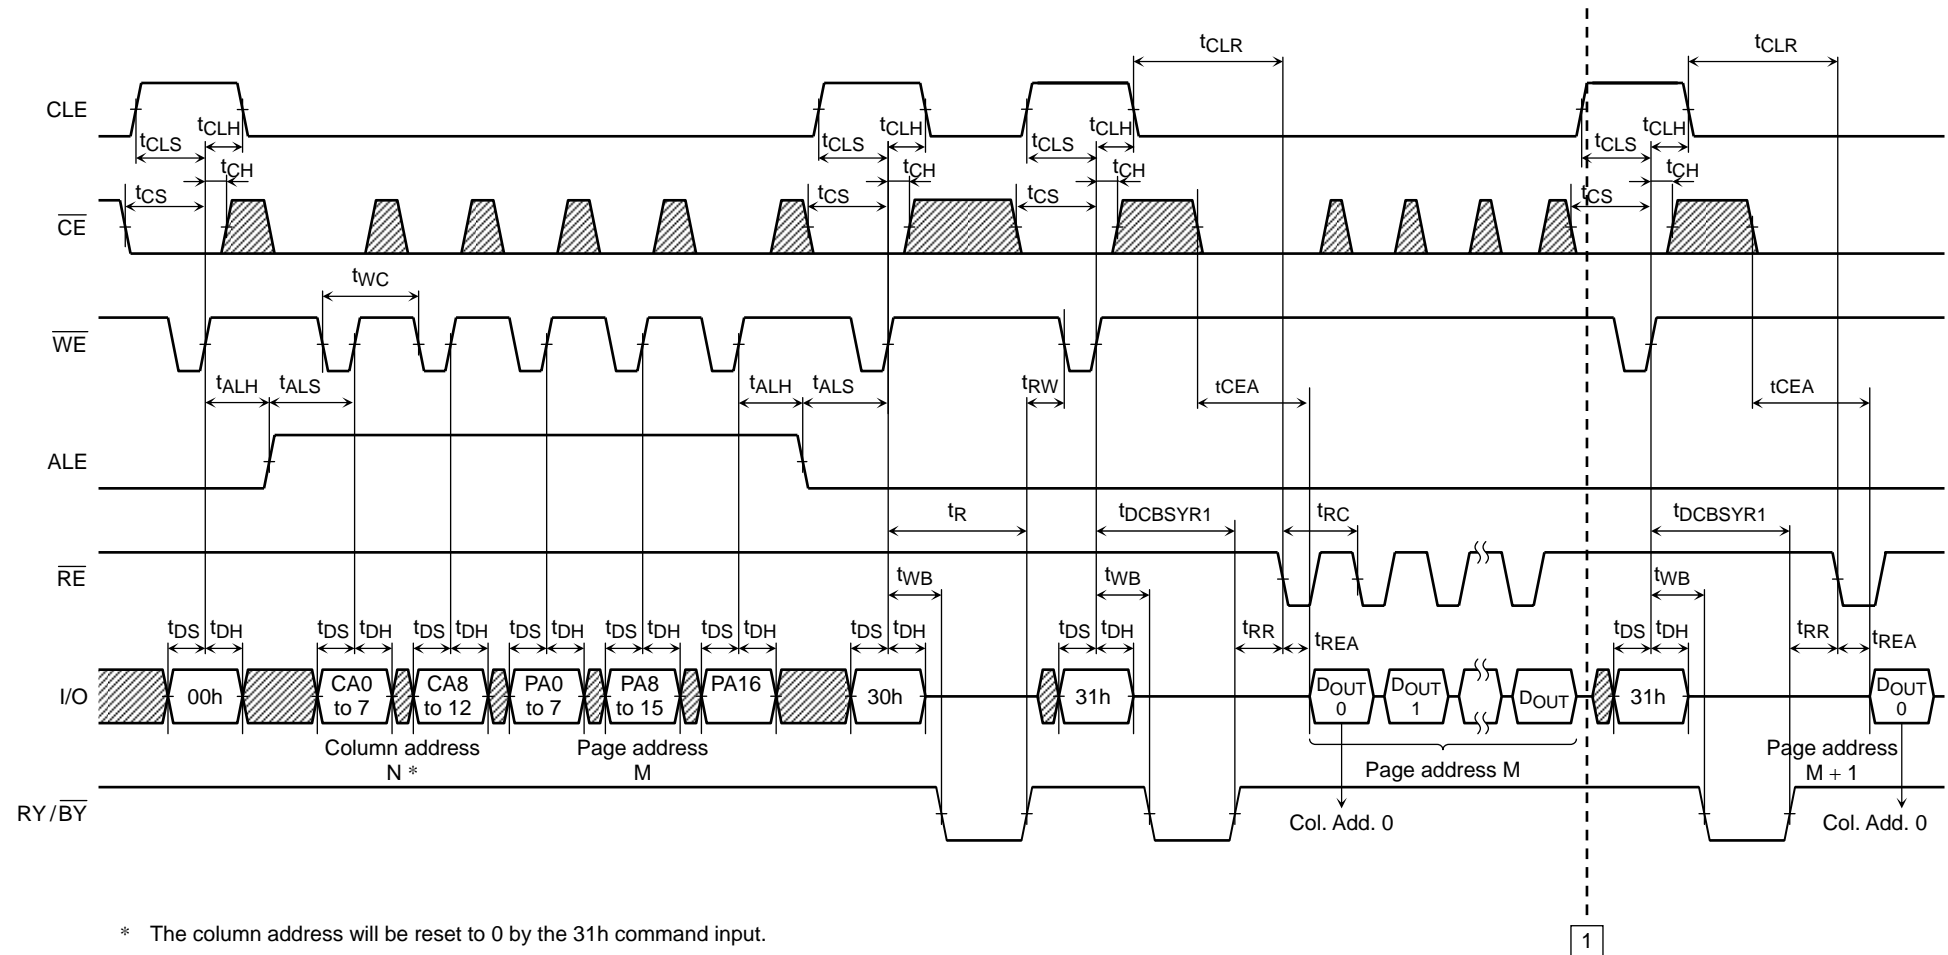 tCLR tCLR
CLE
tCLS tCLH tCLS tCLH tCLS tCLH tCLS tCLH
tCS tCH tCS tCH tCS tCH tCS tCH
CE
tWC
WE
tALH tALS tALH tALS tRW tCEA tCEA
ALE
tR tDCBSYR1 tRC tDCBSYR1
RE
tWB tWB tWB
tDS tDH tDS tDH tDS tDH tDS tDH tDS tDH tDS tDH tDS tDH tDS tDH tRR tREA tDS tDH tRR tREA
I/O
00h
CA0
to 7
CA8
to 12
PA0
to 7
PA8
to 15
PA16
30h
31h
DOUT
0
DOUT
1
DOUT
31h
DOUT
0
Column address
N *
Page address
M
Page address M
Page address
M + 1
RY/BY
Col. Add. 0
Col. Add. 0
* The column address will be reset to 0 by the 31h command input.
1